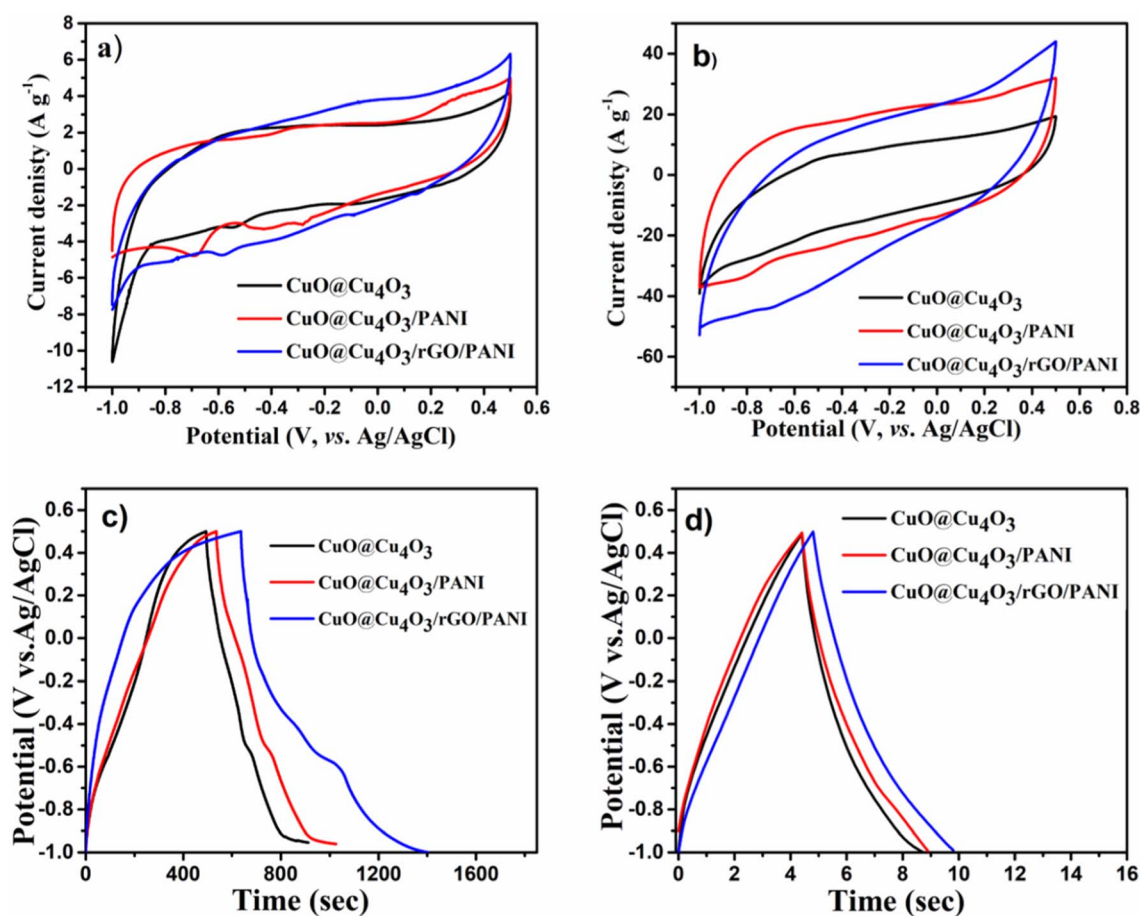 a)
Current denisty (A g-1)
8
6
4
2
0
-2
-4
-6
-8
-10
-12
CuO@Cu4O3
CuO@Cu4O3/PANI
CuO@Cu4O3/rGO/PANI
-1.0 -0.8 -0.6 -0.4 -0.2 0.0 0.2 0.4 0.6
Potential (V, vs. Ag/AgCl)
b)
Current denisty (A g-1)
40
20
0
-20
-40
-60
CuO@Cu4O3
CuO@Cu4O3/PANI
CuO@Cu4O3/rGO/PANI
-1.0 -0.8 -0.6 -0.4 -0.2 0.0 0.2 0.4 0.6 0.8
Potential (V, vs. Ag/AgCl)
c)
Potential (V vs.Ag/AgCl)
0.6
0.4
0.2
0.0
-0.2
-0.4
-0.6
-0.8
-1.0
CuO@Cu4O3
CuO@Cu4O3/PANI
CuO@Cu4O3/rGO/PANI
0 400 800 1200 1600
Time (sec)
d)
Potential (V vs.Ag/AgCl)
0.6
0.4
0.2
0.0
-0.2
-0.4
-0.6
-0.8
-1.0
CuO@Cu4O3
CuO@Cu4O3/PANI
CuO@Cu4O3/rGO/PANI
0 2 4 6 8 10 12 14 16
Time (sec)